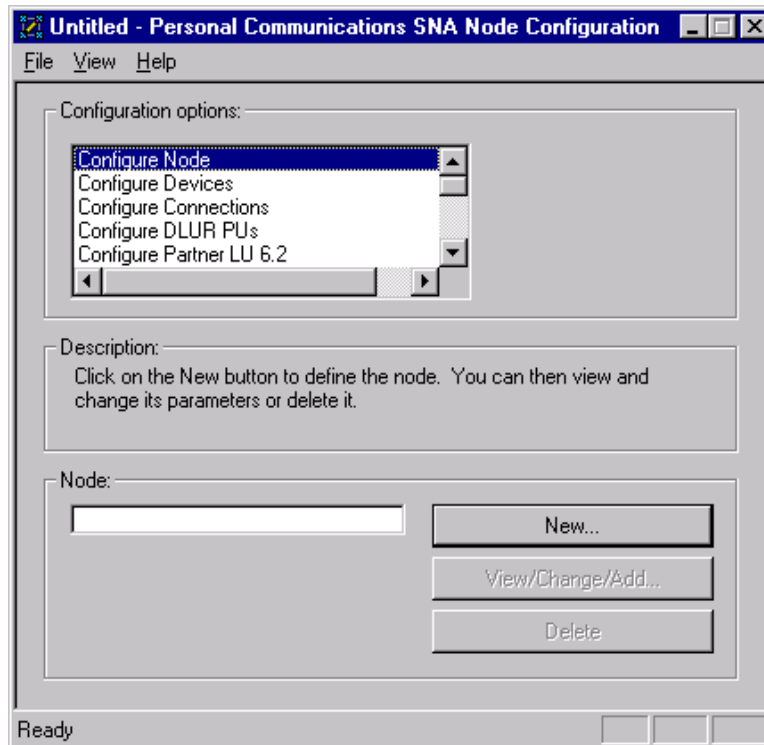 Untitled - Personal Communications SNA Node Configuration
File View Help
Configuration options:
Configure Node
Configure Devices
Configure Connections
Configure DLUR PUs
Configure Partner LU 6.2
Description:
Click on the New button to define the node. You can then view and
change its parameters or delete it.
Node:
New...
View/Change/Add...
Delete
Ready